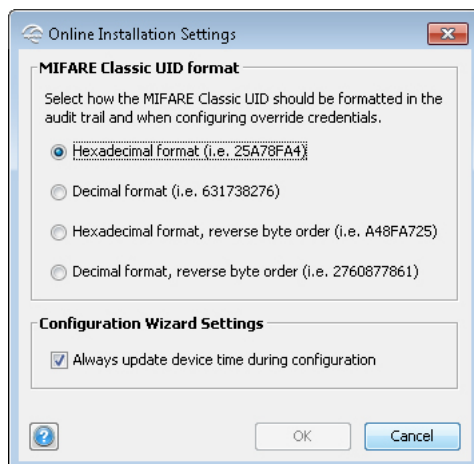 Online Installation Settings
MIFARE Classic UID format
Select how the MIFARE Classic UID should be formatted in the
audit trail and when configuring override credentials.
Hexadecimal format (i.e. 25A78FA4)
Decimal format (i.e. 631738276)
Hexadecimal format, reverse byte order (i.e. A48FA725)
Decimal format, reverse byte order (i.e. 2760877861)
Configuration Wizard Settings
Always update device time during configuration
?
OK
Cancel